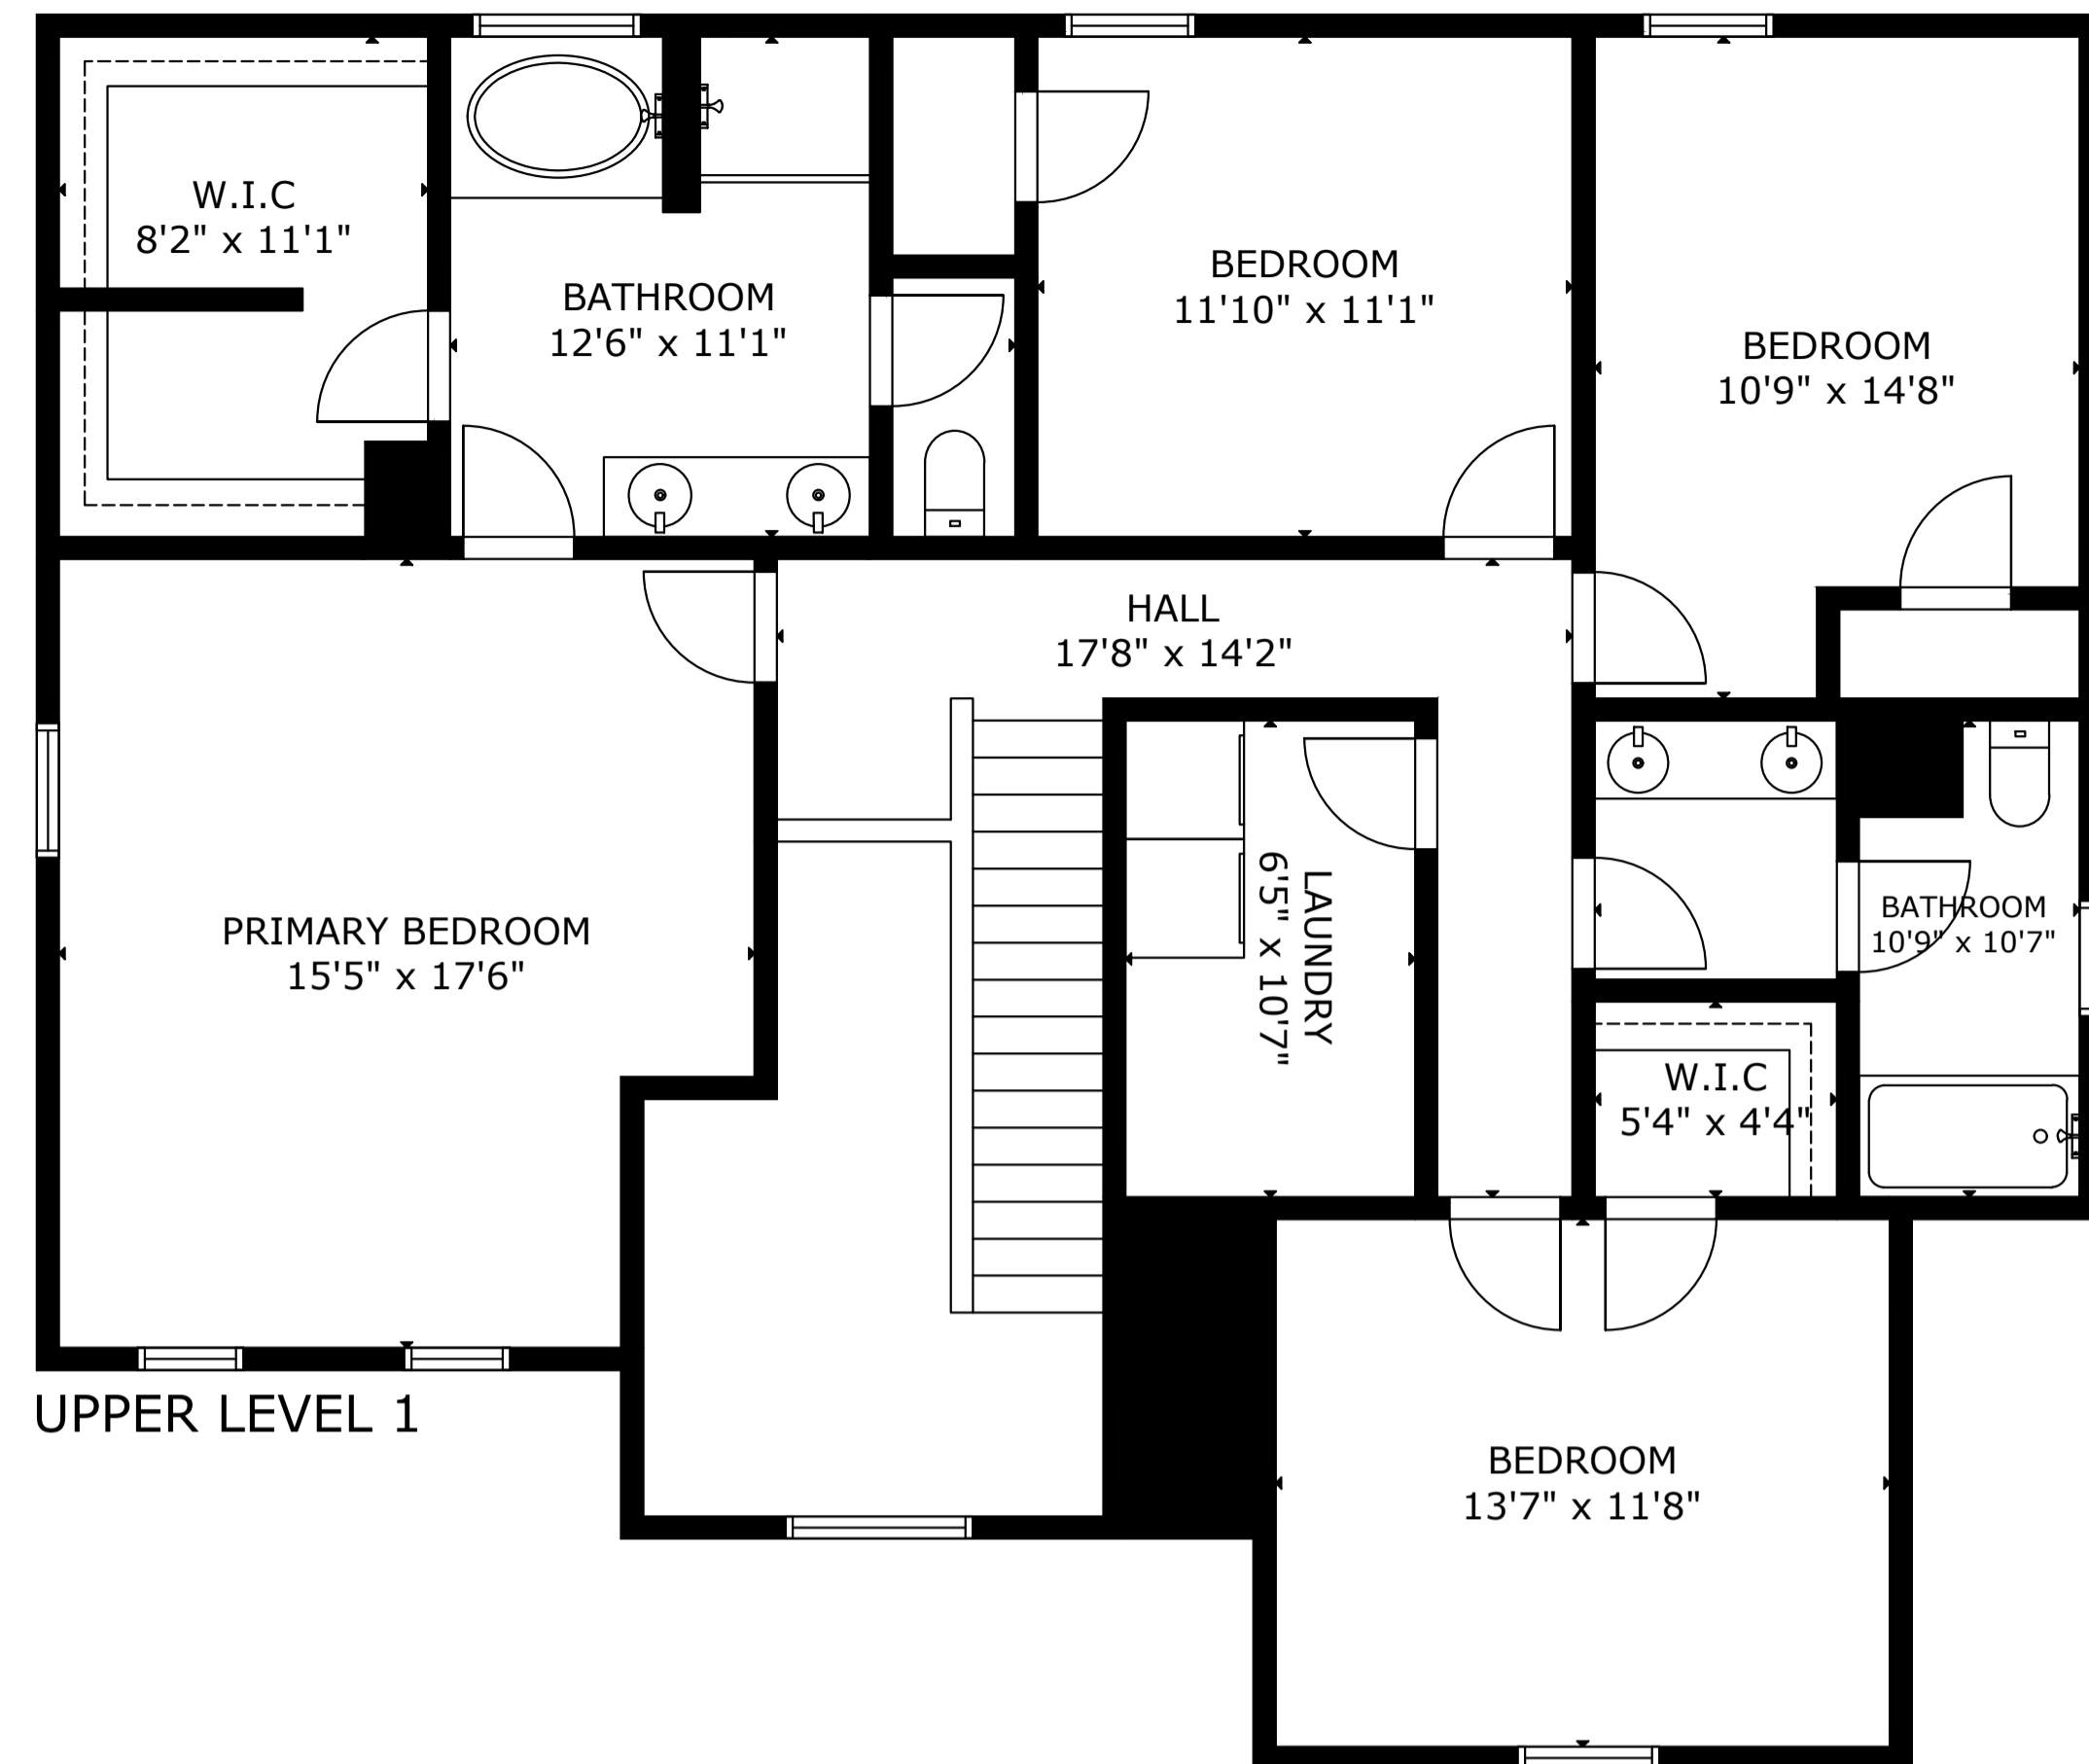 W.I.C
8'2" x 11'1"
BATHROOM
12'6" x 11'1"
BEDROOM
11'10" x 11'1"
BEDROOM
10'9" x 14'8"
HALL
17'8" x 14'2"
PRIMARY BEDROOM
15'5" x 17'6"
LAUNDRY
6'5" x 10'7"
BATHROOM
10'9" x 10'7"
W.I.C
5'4" x 4'4"
UPPER LEVEL 1
BEDROOM
13'7" x 11'8"